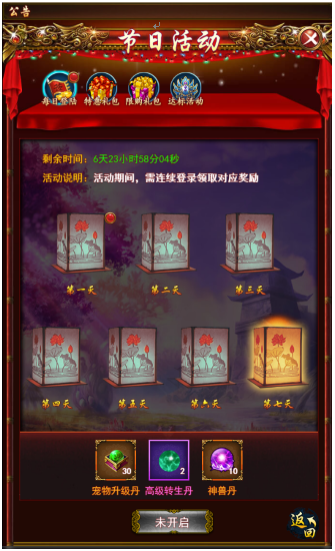 公告
节日活动
每日登陆 特惠礼包 限购礼包 达标活动
剩余时间：6天23小时58分04秒
活动说明：活动期间，需连续登录领取对应奖励
第一天 第二天 第三天
第四天 第五天 第六天 第七天
30 2 10
宠物升级丹 高级转生丹 神兽丹
未开启
返回